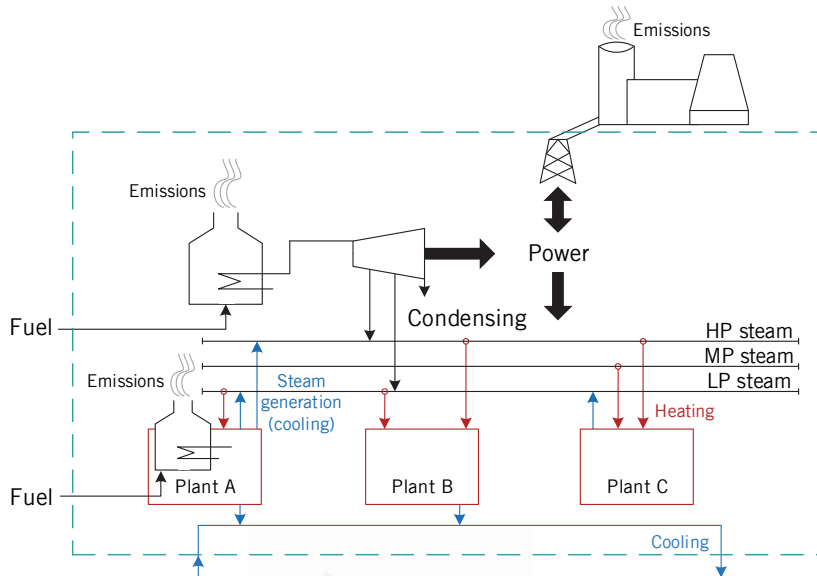 Emissions
Emissions
Power
Condensing
Fuel
HP steam
MP steam
LP steam
Emissions
Steam
generation
(cooling)
Heating
Plant A
Plant B
Plant C
Fuel
Cooling